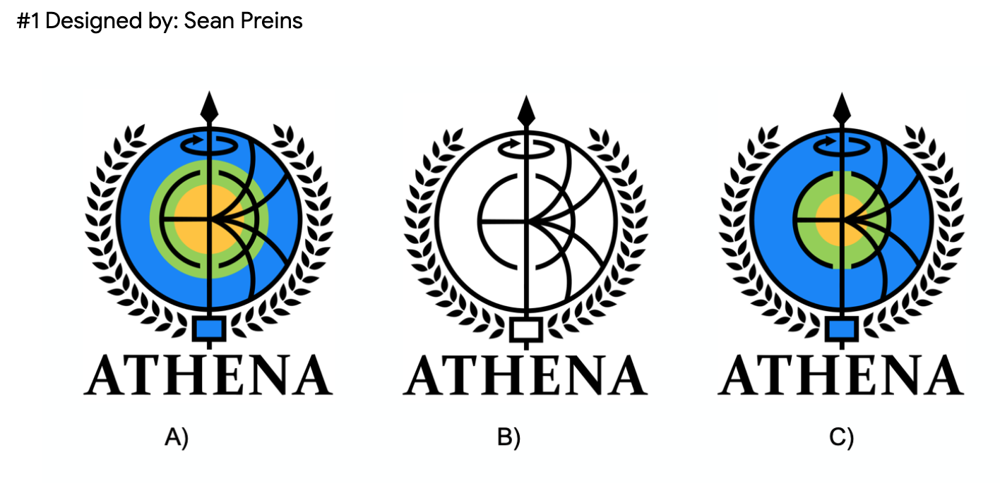 #1 Designed by: Sean Preins
ATHENA ATHENA ATHENA
A) B) C)